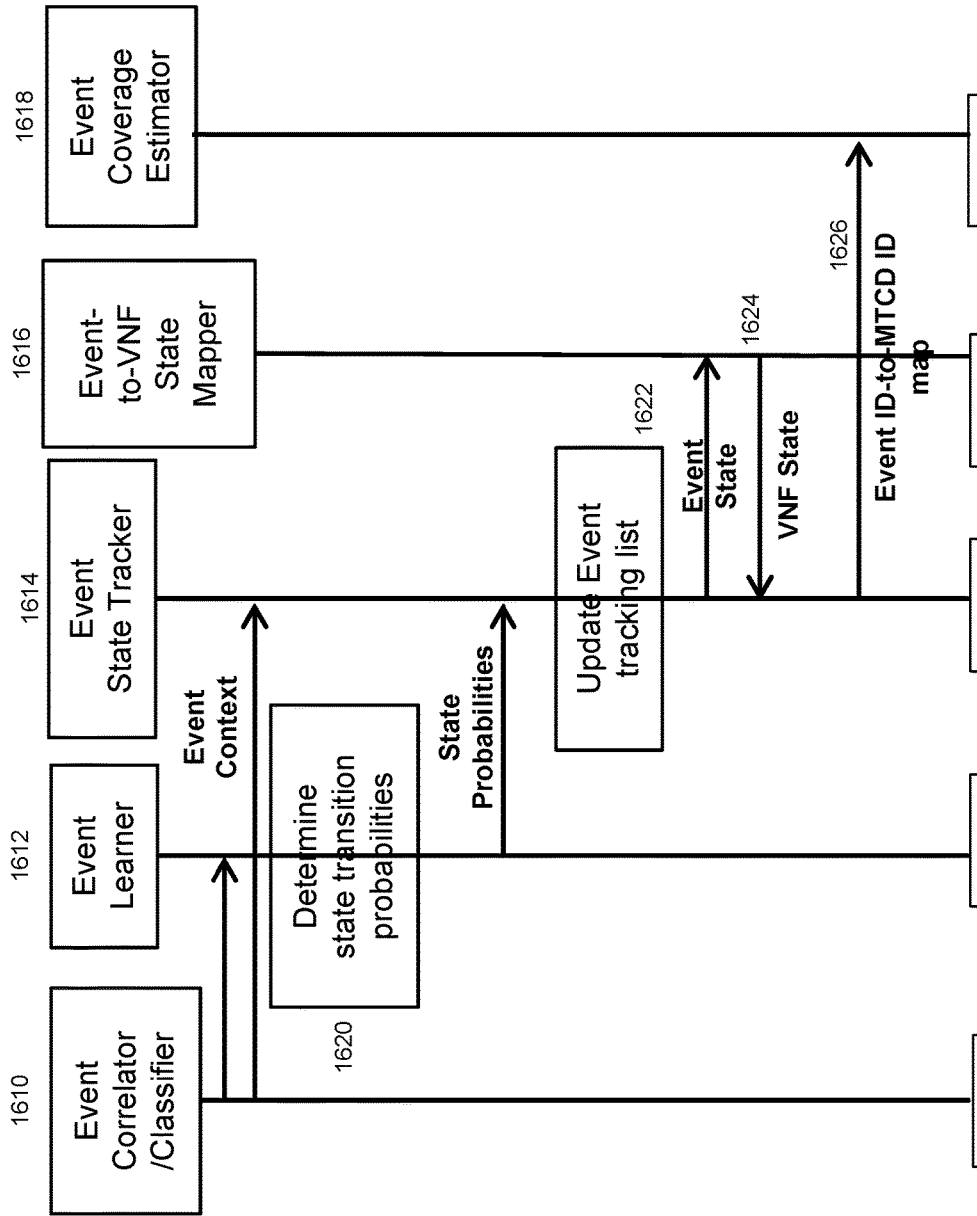 1610
1612
1614
1616
1618
Event
Correlator
/Classifier
Event
Learner
Event
State Tracker
Event-
to-VNF
State
Mapper
Event
Coverage
Estimator
Event
Context
1620
Determine
state transition
probabilities
State
Probabilities
Update Event
tracking list
1622
Event
State
1624
VNF State
1626
Event ID-to-MTCD ID
map